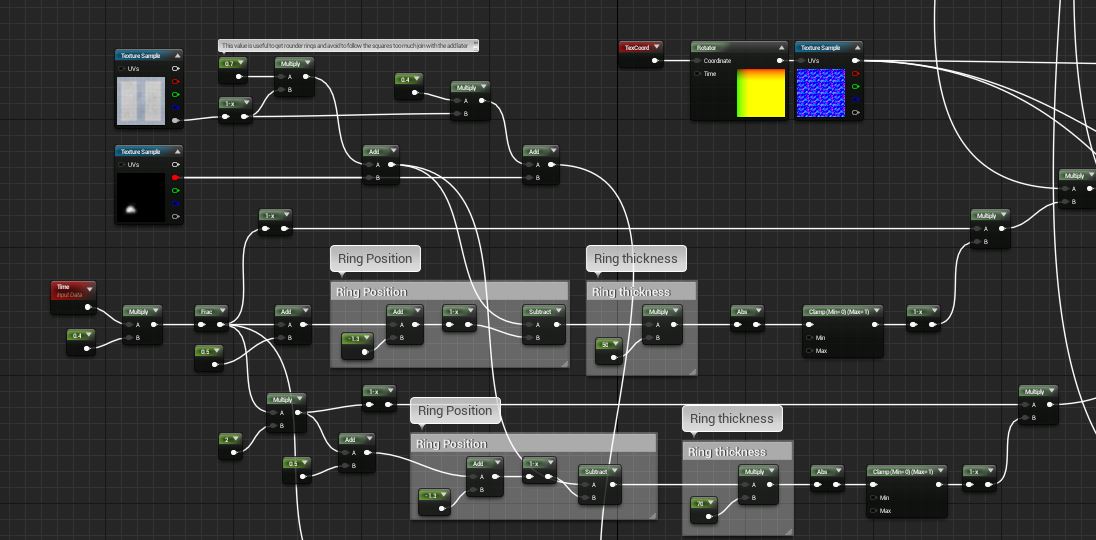 This value is useful to get rounder rings and avoid to follow the squares too much join with the add later
Texture Sample
UVs
0.7
Multiply
A
B
1-x
0.4
Multiply
A
B
TexCoord
Rotator
Coordinate
Time
Texture Sample
UVs
Texture Sample
UVs
Add
A
B
Add
A
B
Multiply
A
B
1-x
Multiply
A
B
Ring Position
Ring thickness
Time
Input Data
Ring Position
Ring thickness
Multiply
A
B
0.4
Frac
Add
A
B
0.5
Add
A
B
-1.3
1-x
Subtract
A
B
Multiply
A
B
50
Abs
Clamp (Min=0) (Max=1)
Min
Max
1-x
Multiply
A
B
2
1-x
Multiply
A
B
Ring Position
Ring thickness
Add
A
B
0.5
Ring Position
Ring thickness
Add
A
B
1-x
Subtract
A
B
Multiply
A
B
70
Abs
Clamp (Min=0) (Max=1)
Min
Max
1-x